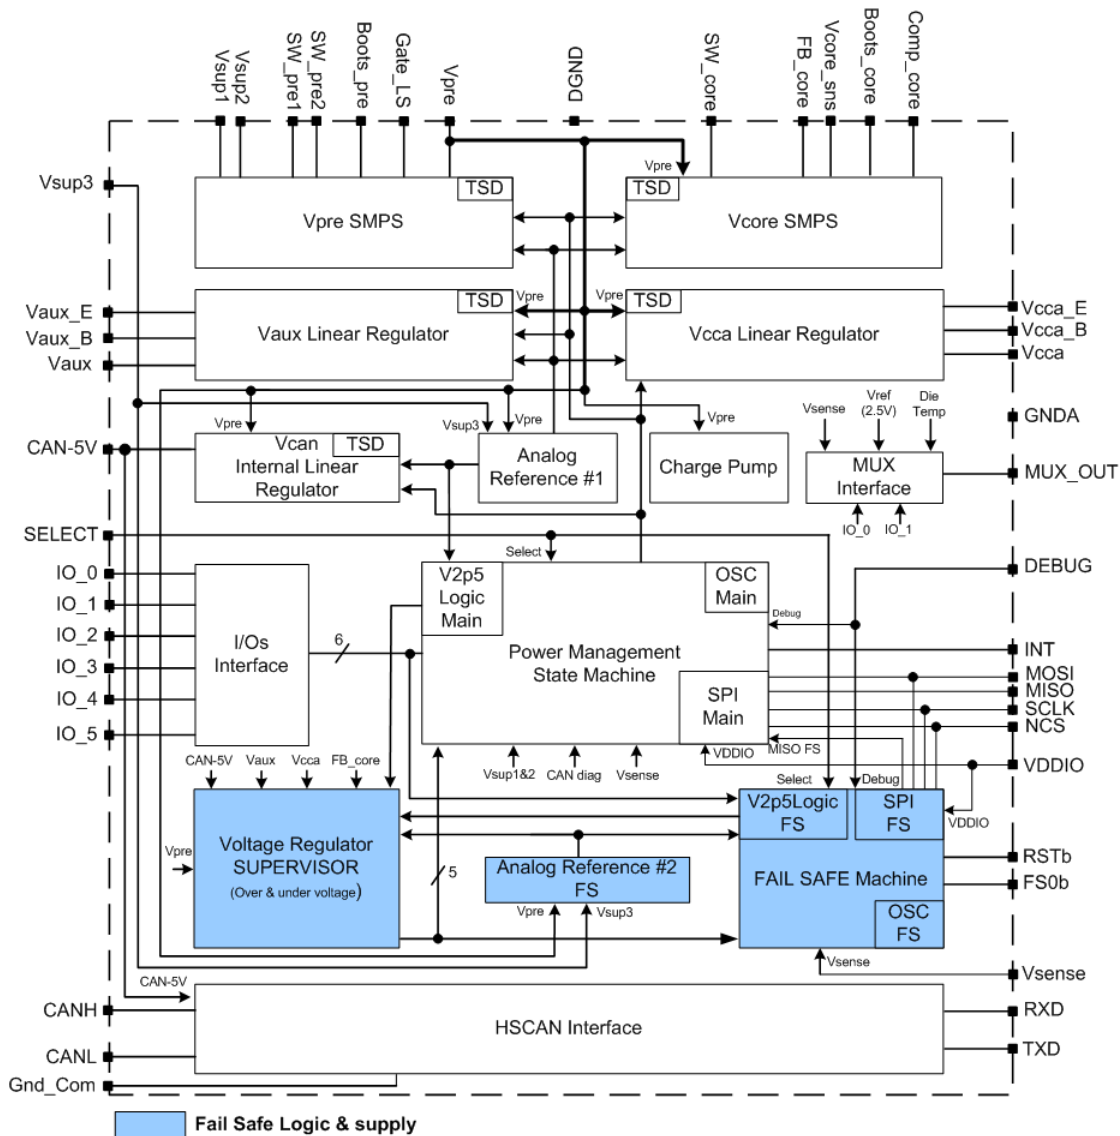 Vsup1
Vsup2
SW_pre1
SW_pre2
Boots_pre
Gate_LS
Vpre
DGND
SW_core
FB_core
Vcore_sns
Boots_core
Comp_core
Vsup3
TSD
Vpre SMPS
Vpre
TSD
Vcore SMPS
Vaux_E
Vaux_B
Vaux
TSD
Vaux Linear Regulator
Vpre
Vpre
TSD
Vcca Linear Regulator
Vcca_E
Vcca_B
Vcca
CAN-5V
Vpre
Vcan
TSD
Internal Linear
Regulator
Vsup3
Vpre
Analog
Reference #1
Vpre
Charge Pump
Vsense
Vref
(2.5V)
Die
Temp
MUX
Interface
IO_0
IO_1
GNDA
MUX_OUT
SELECT
Select
DEBUG
IO_0
IO_1
IO_2
IO_3
IO_4
IO_5
I/Os
Interface
6
V2p5
Logic
Main
OSC
Main
Debug
Power Management
State Machine
SPI
Main
INT
MOSI
MISO
SCLK
NCS
VDDIO
VDDIO
MISO FS
Vsup1&2
CAN diag
Vsense
CAN-5V
Vaux
Vcca
FB_core
Vpre
Voltage Regulator
SUPERVISOR
(Over & under voltage)
5
Analog Reference #2
FS
Vpre
Vsup3
Select
Debug
V2p5Logic
FS
SPI
FS
VDDIO
FAIL SAFE Machine
OSC
FS
RSTb
FS0b
Vsense
Vsense
CAN-5V
CANH
CANL
Gnd_Com
HSCAN Interface
RXD
TXD
Fail Safe Logic & supply